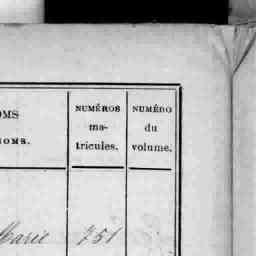 OMS
NOMS.
NUMÉROS
ma-
tricules.
NUMÉRO
du
volume.
Marie 751